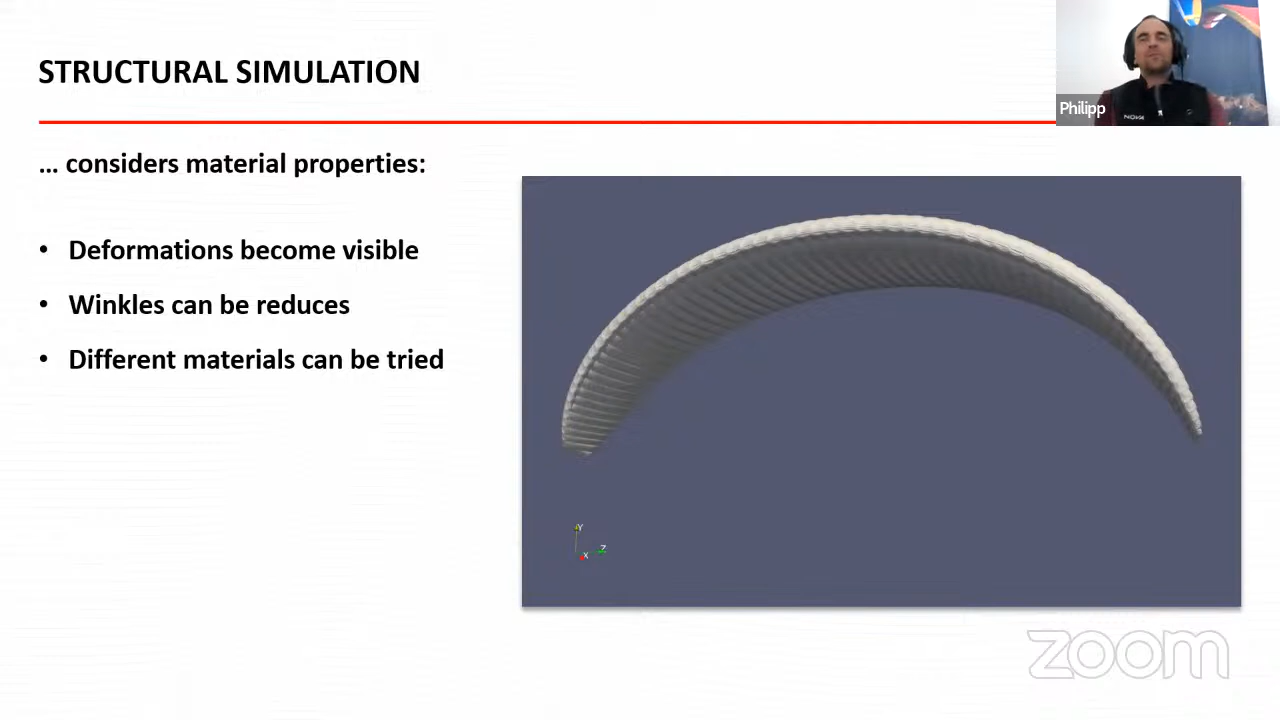 STRUCTURAL SIMULATION
Philipp
… considers material properties:
• Deformations become visible
• Winkles can be reduces
• Different materials can be tried
Y
Z
X
zoom